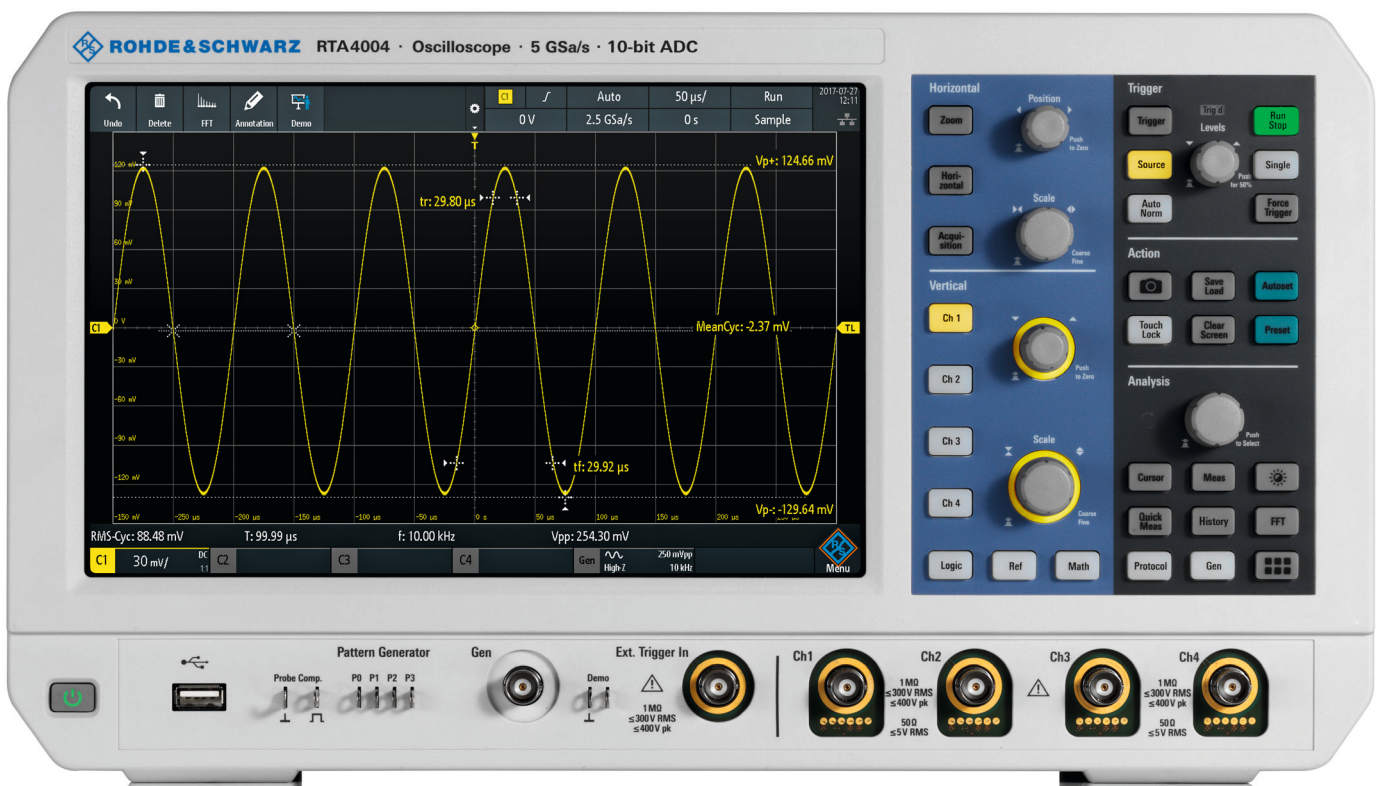 ROHDE & SCHWARZ RTA4004 · Oscilloscope · 5 GSa/s · 10-bit ADC
Undo Delete FFT Annotation Demo
C1 Auto 50 µs/ Run
0 V 2.5 GSa/s 0 s Sample
2017-07-27
12:11
T
120 mV
90 mV
60 mV
30 mV
0 V
-30 mV
-60 mV
-90 mV
-120 mV
-150 mV
Vp+: 124.66 mV
tr: 29.80 µs
C1
MeanCyc: -2.37 mV
TL
tf: 29.92 µs
Vp-: -129.64 mV
-250 µs -200 µs -150 µs -100 µs -50 µs 0 s 50 µs 100 µs 150 µs 200 µs
RMS-Cyc: 88.48 mV T: 99.99 µs f: 10.00 kHz Vpp: 254.30 mV
C1 30 mV/ DC
1:1
C2 C3 C4
Gen High-Z
250 mVpp
10 kHz
R&S
Menu
Horizontal
Position
Zoom
Push
to Zero
Hori-
zontal
Scale
Acqui-
sition
Coarse
Fine
Vertical
Ch 1
Push
to Zero
Ch 2
Ch 3
Scale
Ch 4
Coarse
Fine
Logic Ref Math
Trigger
Trig'd
Levels
Trigger
Run
Stop
Source
Single
Push
for 50%
Auto
Norm
Force
Trigger
Action
Save
Load
Autoset
Touch
Lock
Clear
Screen
Preset
Analysis
Push
to Select
Cursor Meas
Quick
Meas
History FFT
Protocol Gen
Probe Comp.
Pattern Generator
P0 P1 P2 P3
Gen
Demo
Ext. Trigger In
1 MΩ
≤300 V RMS
≤400 V pk
Ch1 Ch2
1 MΩ
≤300 V RMS
≤400 V pk
50 Ω
≤5 V RMS
Ch3 Ch4
1 MΩ
≤300 V RMS
≤400 V pk
50 Ω
≤5 V RMS